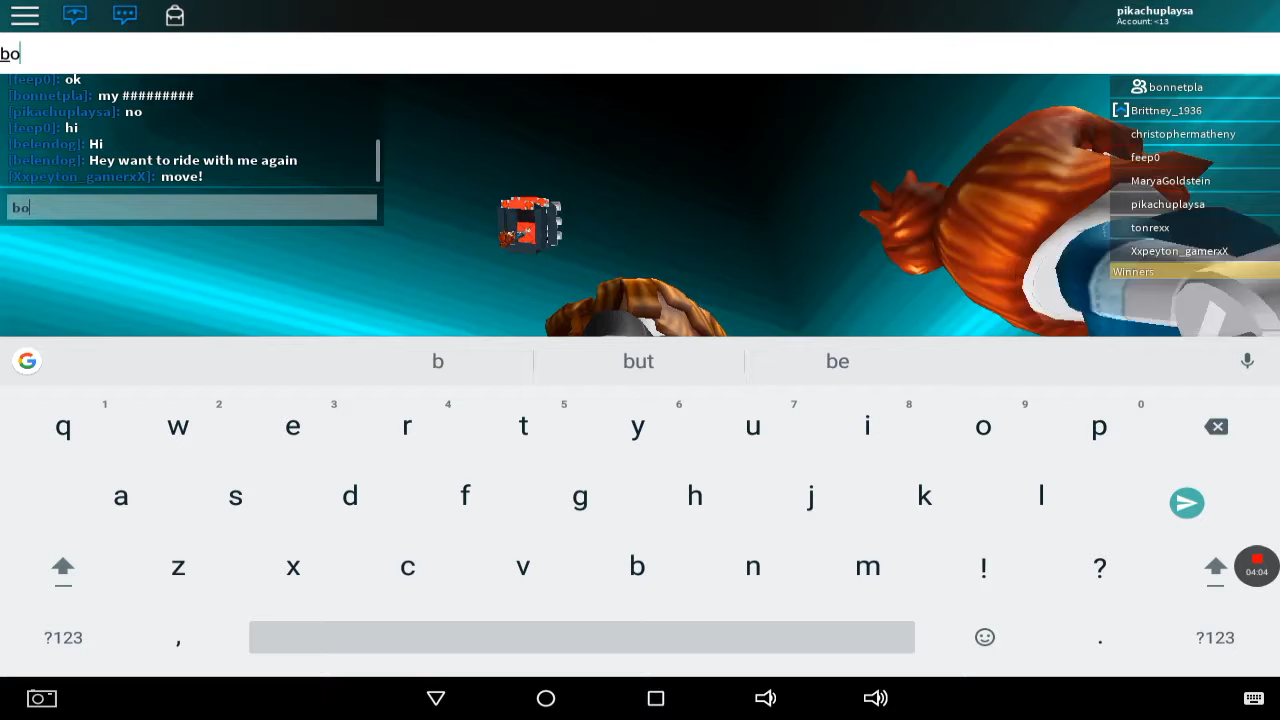 pikachuplaysa
Account: <13
bo
[feep0]: ok
[bonnetpla]: my #########
[pikachuplaysa]: no
[feep0]: hi
[belendog]: Hi
[belendog]: Hey want to ride with me again
[Xxpeyton_gamerxX]: move!
bo
bonnetpla
Brittney_1936
christophermatheny
feep0
MaryaGoldstein
pikachuplaysa
tonrexx
Xxpeyton_gamerxX
Winners
G b but be
1 2 3 4 5 6 7 8 9 0
q w e r t y u i o p
a s d f g h j k l
z x c v b n m ! ?
04:04
?123 , . ?123